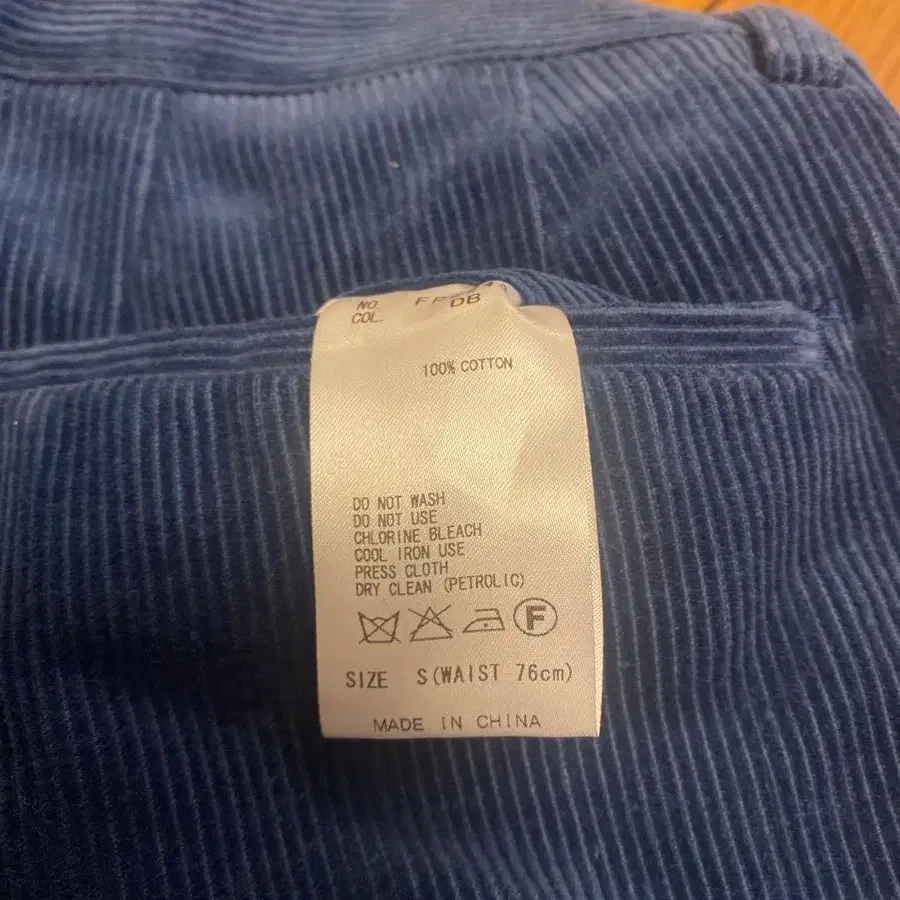 NO.
COL. DB
100% COTTON
DO NOT WASH
DO NOT USE
CHLORINE BLEACH
COOL IRON USE
PRESS CLOTH
DRY CLEAN (PETROLIC)
F
SIZE S(WAIST 76cm)
MADE IN CHINA